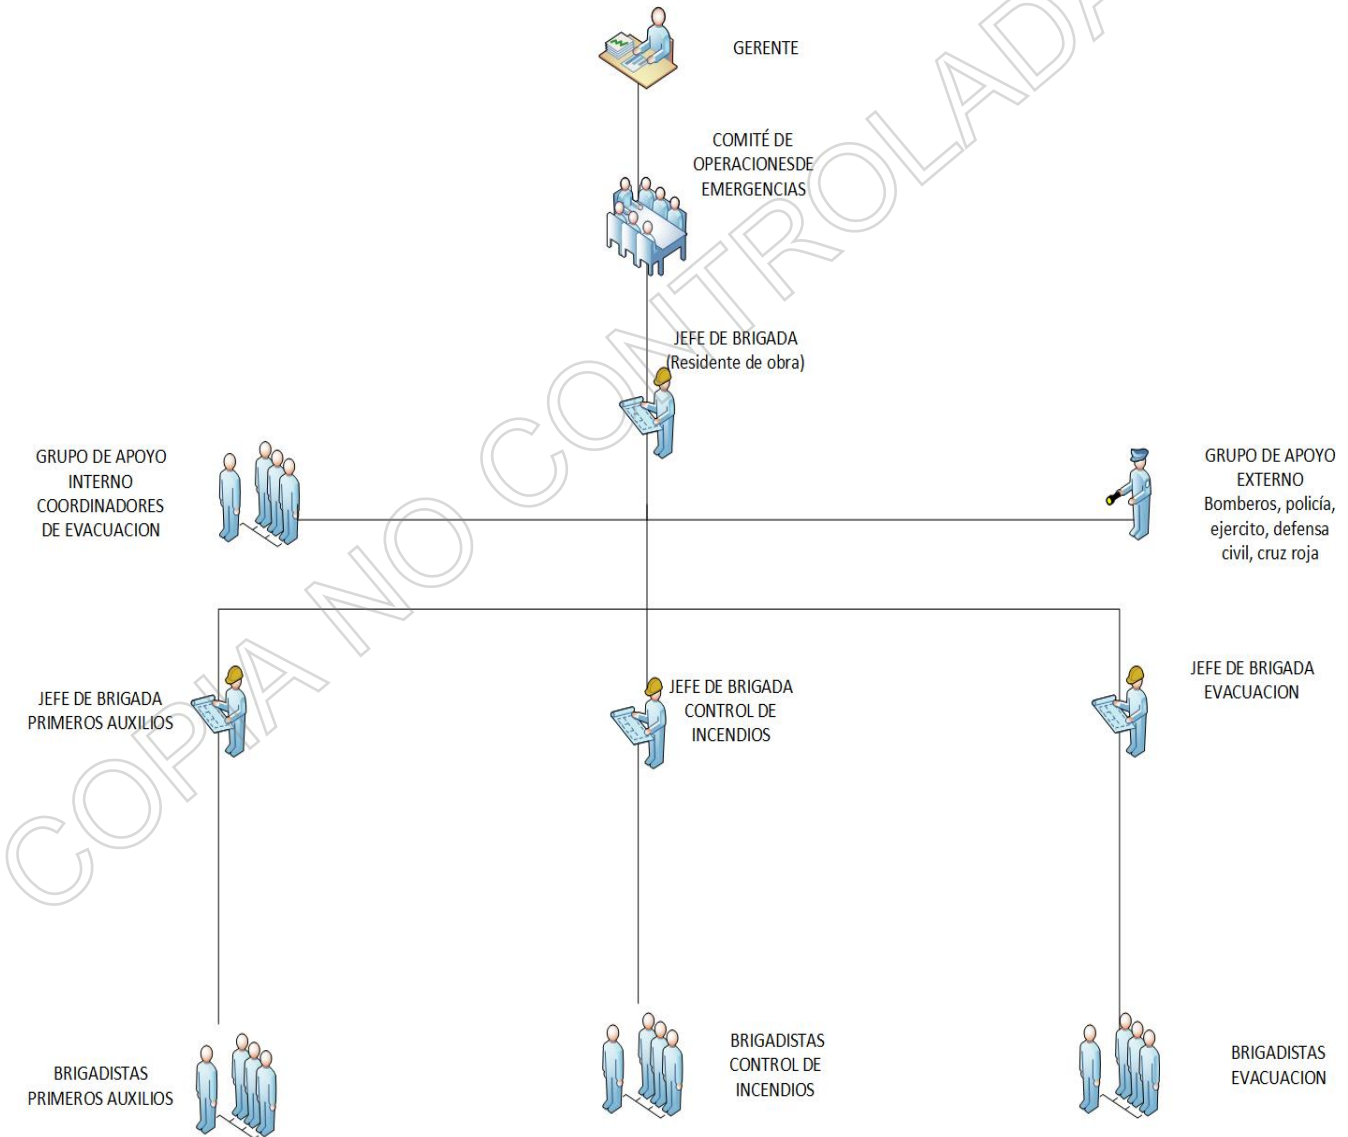 GERENTE
COMITÉ DE
OPERACIONESDE
EMERGENCIAS
JEFE DE BRIGADA
(Residente de obra)
GRUPO DE APOYO
INTERNO
COORDINADORES
DE EVACUACION
GRUPO DE APOYO
EXTERNO
Bomberos, policía,
ejercito, defensa
civil, cruz roja
JEFE DE BRIGADA
PRIMEROS AUXILIOS
JEFE DE BRIGADA
CONTROL DE
INCENDIOS
JEFE DE BRIGADA
EVACUACION
BRIGADISTAS
PRIMEROS AUXILIOS
BRIGADISTAS
CONTROL DE
INCENDIOS
BRIGADISTAS
EVACUACION
COPIA NO CONTROLADA